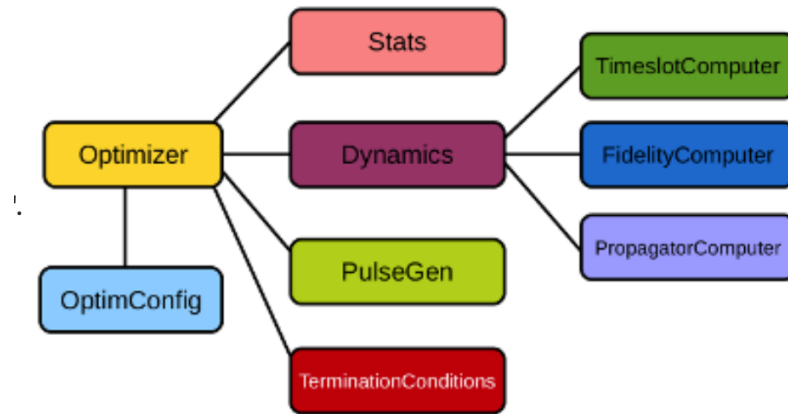 Stats
TimeslotComputer
Optimizer
Dynamics
FidelityComputer
'.
OptimConfig
PulseGen
PropagatorComputer
TerminationConditions